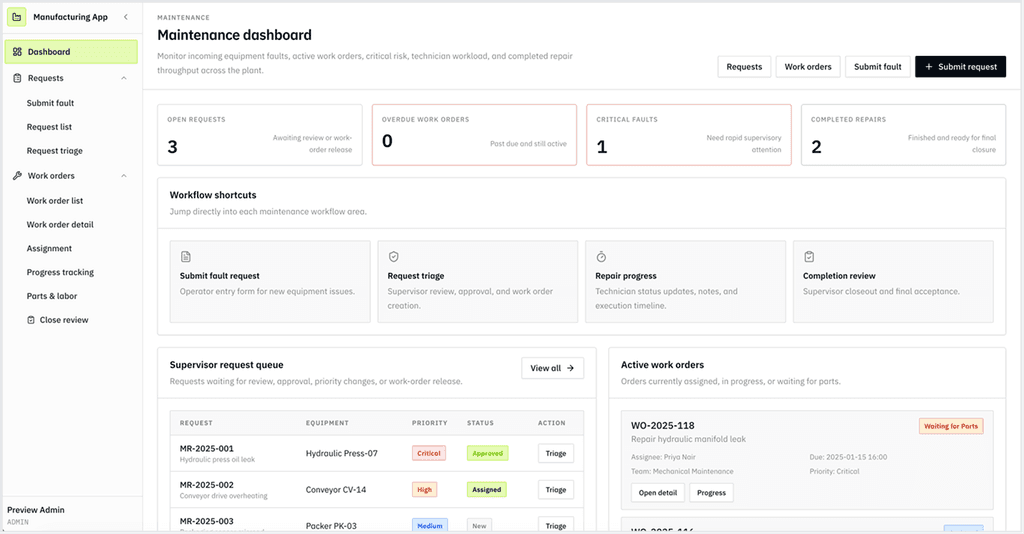 Manufacturing App
Dashboard
Requests
Submit fault
Request list
Request triage
Work orders
Work order list
Work order detail
Assignment
Progress tracking
Parts & labor
Close review
Preview Admin
ADMIN
MAINTENANCE
Maintenance dashboard
Monitor incoming equipment faults, active work orders, critical risk, technician workload, and completed repair
throughput across the plant.
Requests
Work orders
Submit fault
+ Submit request
OPEN REQUESTS
3
Awaiting review or work-
order release
OVERDUE WORK ORDERS
0
Past due and still active
CRITICAL FAULTS
1
Need rapid supervisory
attention
COMPLETED REPAIRS
2
Finished and ready for final
closure
Workflow shortcuts
Jump directly into each maintenance workflow area.
Submit fault request
Operator entry form for new equipment issues.
Request triage
Supervisor review, approval, and work order
creation.
Repair progress
Technician status updates, notes, and
execution timeline.
Completion review
Supervisor closeout and final acceptance.
Supervisor request queue
Requests waiting for review, approval, priority changes, or work-order release.
View all →
REQUEST EQUIPMENT PRIORITY STATUS ACTION
MR-2025-001
Hydraulic press oil leak
Hydraulic Press-07
Critical
Approved
Triage
MR-2025-002
Conveyor drive overheating
Conveyor CV-14
High
Assigned
Triage
MR-2025-003
Packer PK-03
Medium
New
Triage
Active work orders
Orders currently assigned, in progress, or waiting for parts.
WO-2025-118
Waiting for Parts
Repair hydraulic manifold leak
Assignee: Priya Nair
Due: 2025-01-15 16:00
Team: Mechanical Maintenance
Priority: Critical
Open detail
Progress